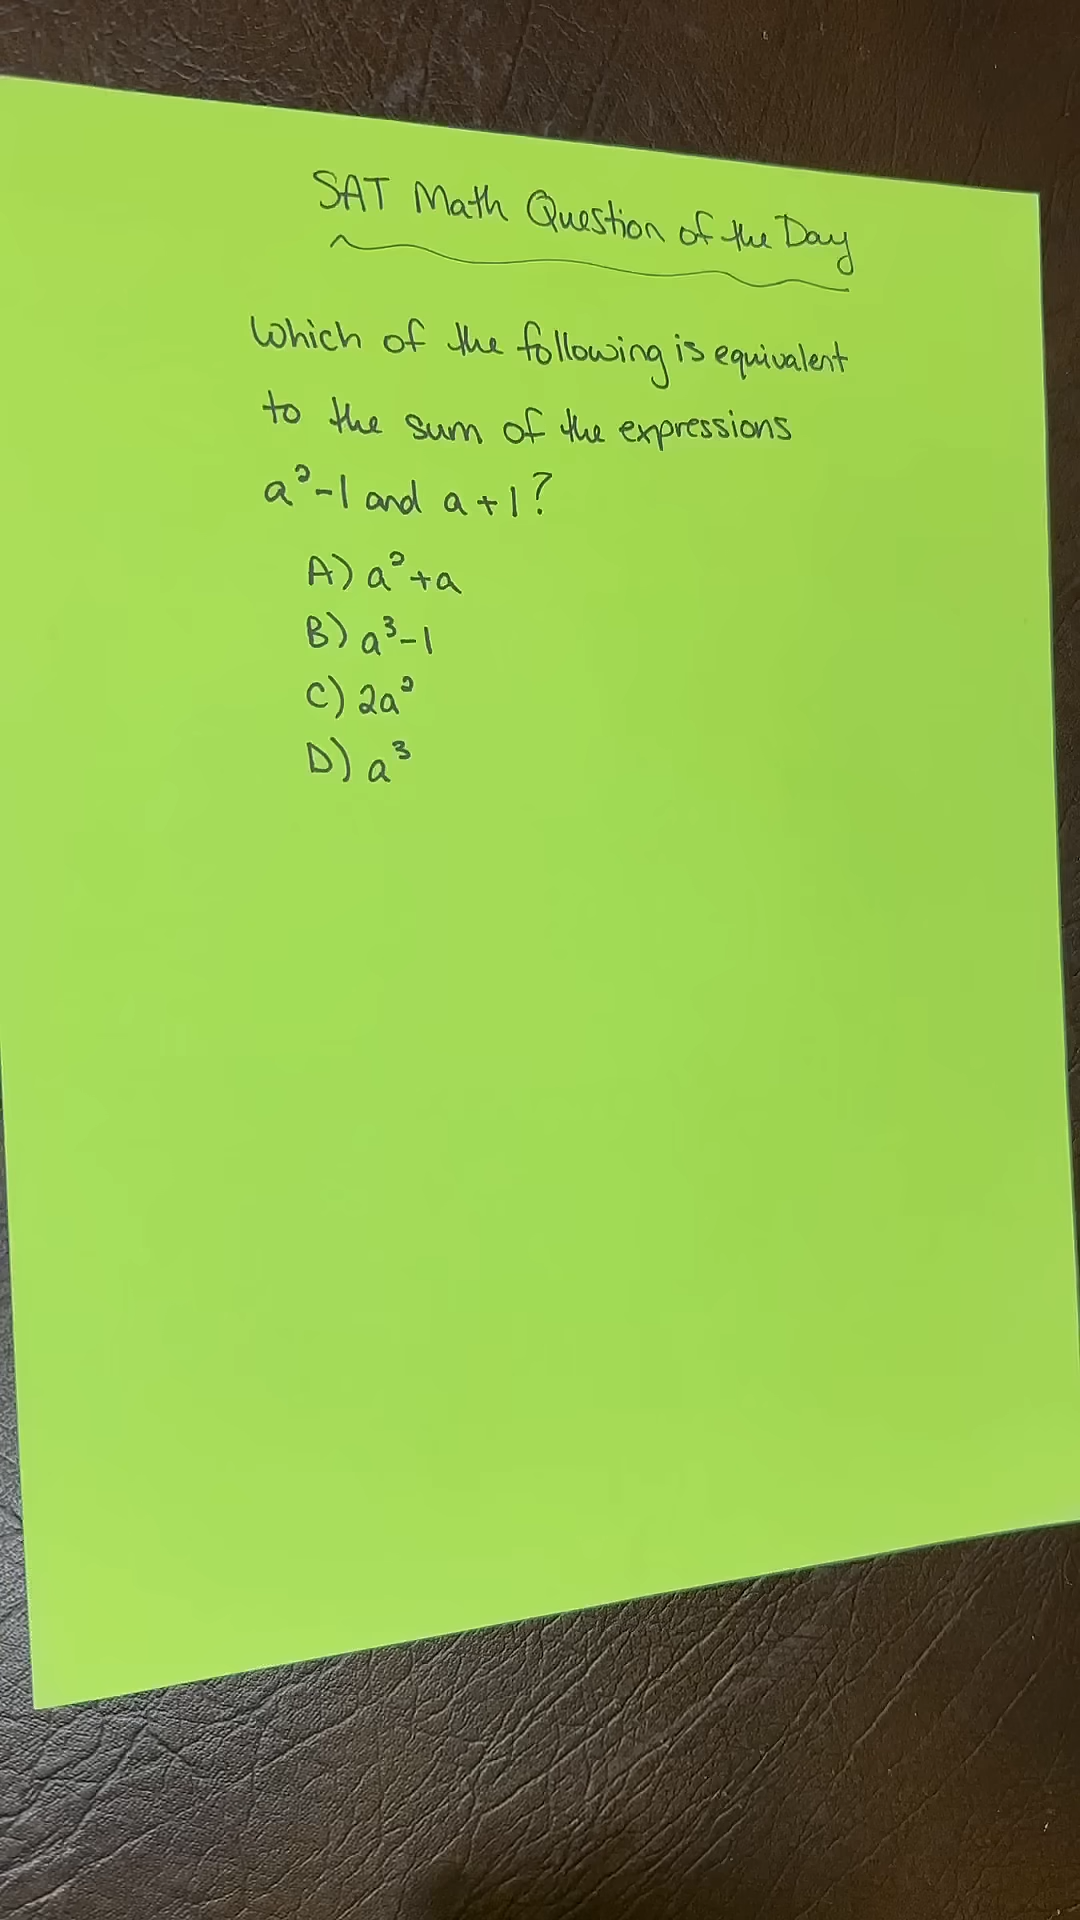 SAT Math Question of the Day
Which of the following is equivalent
to the sum of the expressions
a²-1 and a+1?
A) a²+a
B) a³-1
C) 2a²
D) a³